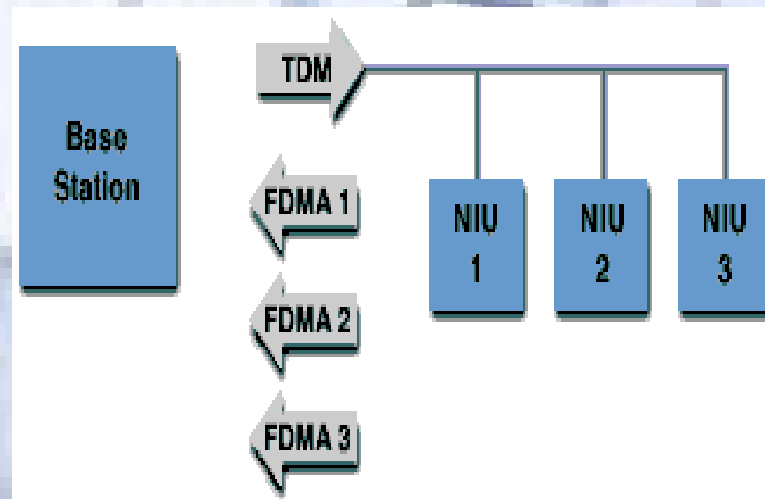 TDM
Base
Station
FDMA 1
NIU
1
NIU
2
NIU
3
FDMA 2
FDMA 3